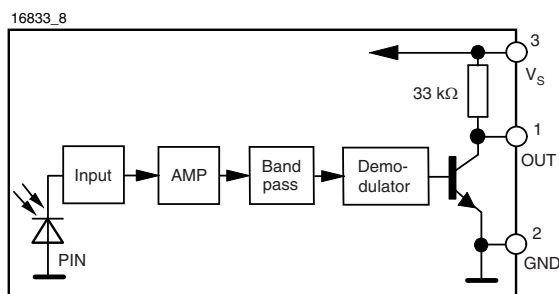 16833_8
3
V_S
33 kΩ
1
OUT
Input
AMP
Band
pass
Demo-
dulator
2
GND
PIN